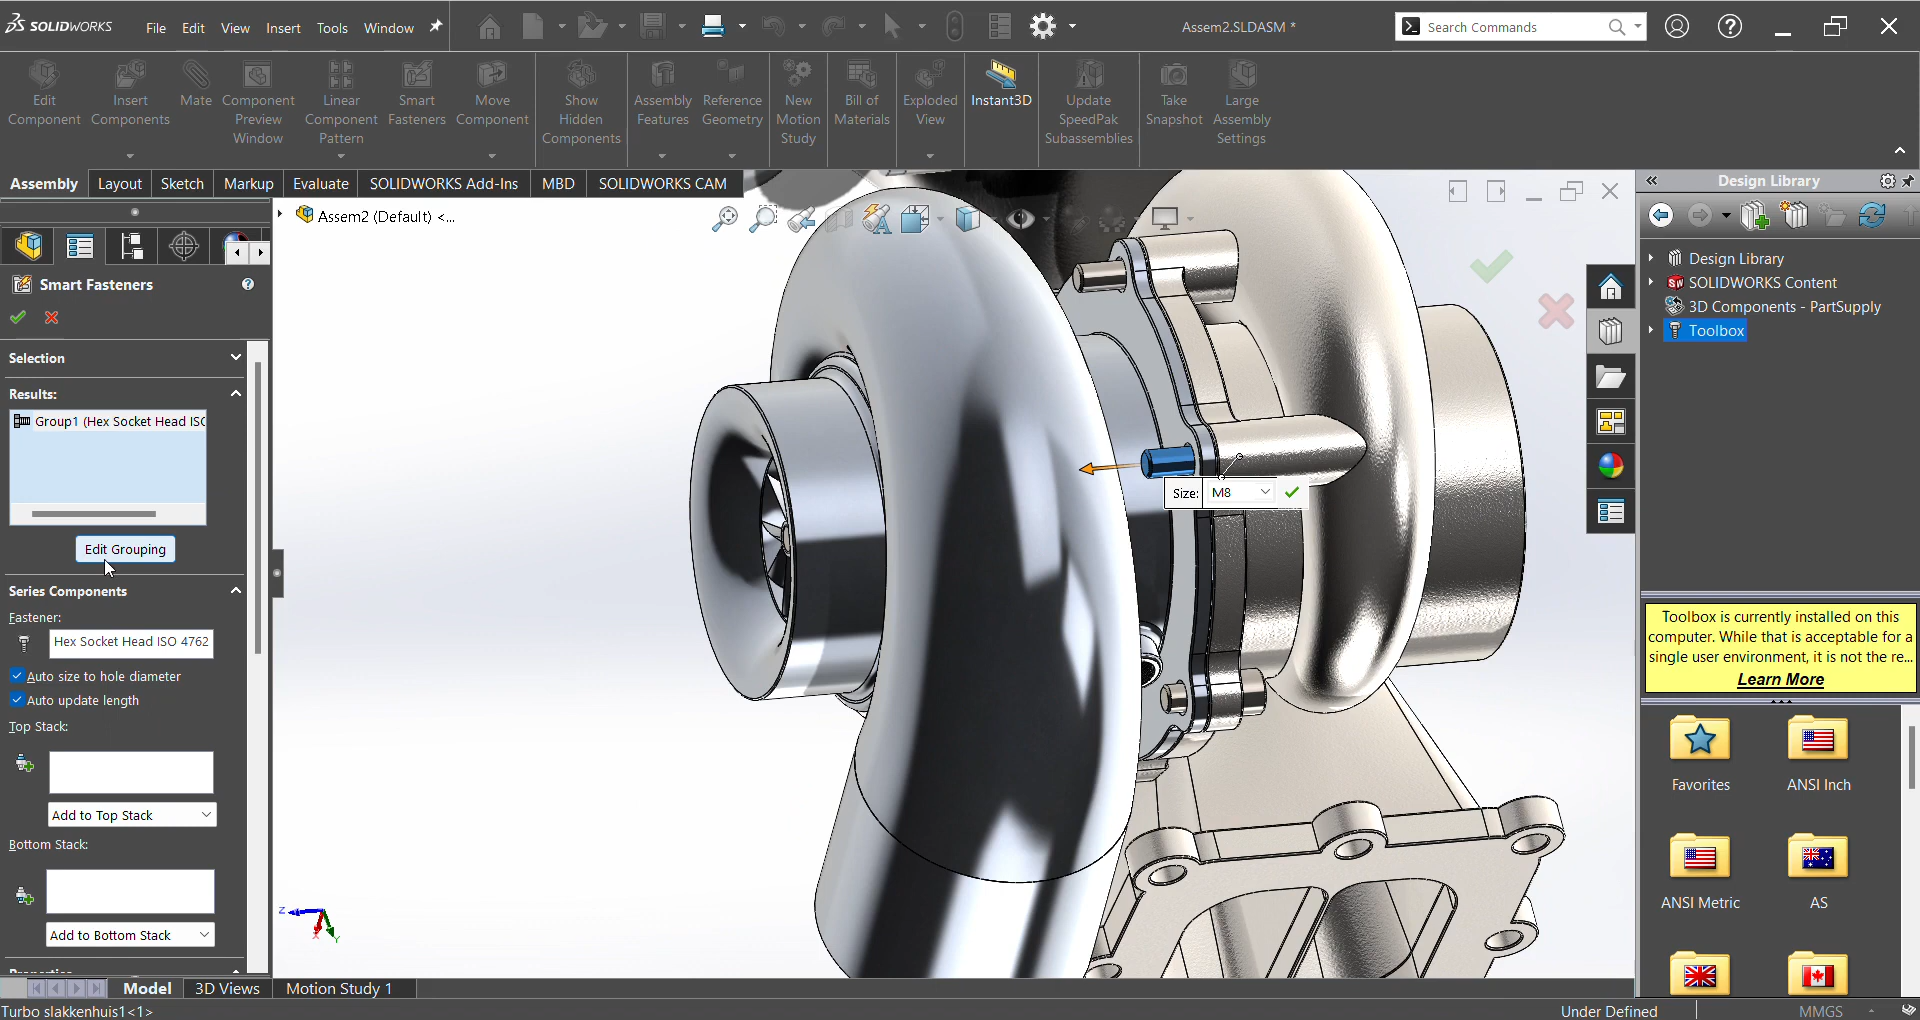 SOLIDWORKS
File Edit View Insert Tools Window
Assem2.SLDASM *
Search Commands
Edit Component
Insert Components
Mate
Component Preview Window
Linear Component Pattern
Smart Fasteners
Move Component
Show Hidden Components
Assembly Features
Reference Geometry
New Motion Study
Bill of Materials
Exploded View
Instant3D
Update SpeedPak Subassemblies
Take Snapshot
Large Assembly Settings
Assembly Layout Sketch Markup Evaluate SOLIDWORKS Add-Ins MBD SOLIDWORKS CAM
Assem2 (Default) <...
Smart Fasteners
Selection
Results:
Group1 (Hex Socket Head ISO
Edit Grouping
Series Components
Fastener:
Hex Socket Head ISO 4762
Auto size to hole diameter
Auto update length
Top Stack:
Add to Top Stack
Bottom Stack:
Add to Bottom Stack
Properties
Size: M8
Z
X
Y
Design Library
Design Library
SOLIDWORKS Content
3D Components - PartSupply
Toolbox
Toolbox is currently installed on this
computer. While that is acceptable for a
single user environment, it is not the re...
Learn More
Favorites
ANSI Inch
ANSI Metric
AS
Model 3D Views Motion Study 1
Turbo slakkenhuis1<1>
Under Defined
MMGS